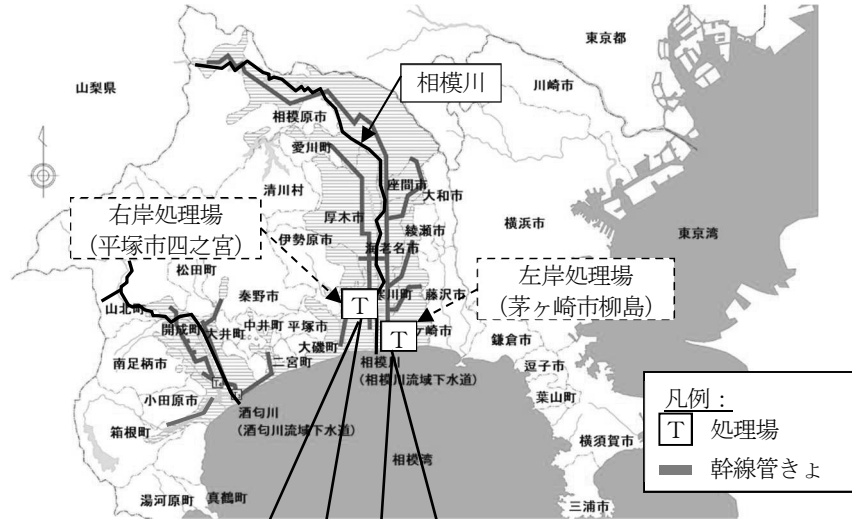 東京都
山梨県
川崎市
相模川
相模原市
愛川町
座間市
大和市
清川村
厚木市
綾瀬市
横浜市
東京湾
右岸処理場
(平塚市四之宮)
伊勢原市
海老名市
左岸処理場
(茅ヶ崎市柳島)
松田町
秦野市
寒川町
藤沢市
山北町
開成町
大井町
中井町
平塚市
T
T
ヶ崎市
大磯町
鎌倉市
南足柄市
二宮町
相模川
(相模川流域下水道)
逗子市
葉山町
小田原市
酒匂川
(酒匂川流域下水道)
箱根町
横須賀市
相模湾
湯河原町
真鶴町
三浦市
凡例：
T 処理場
幹線管きょ